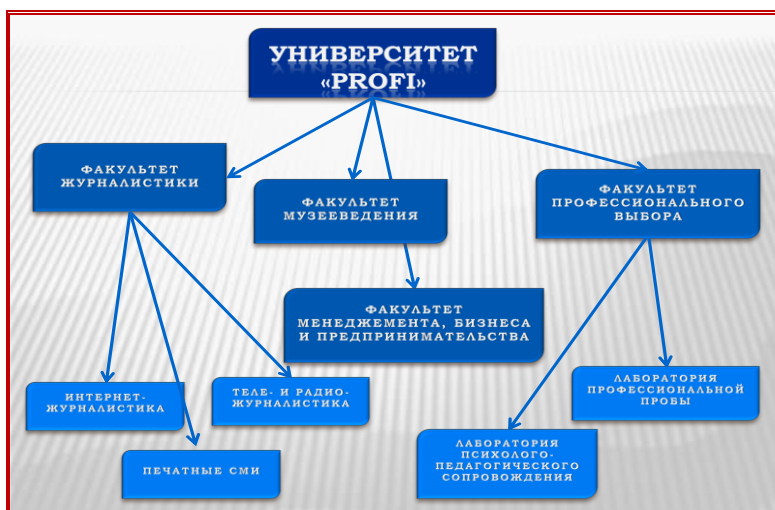 УНИВЕРСИТЕТ
«PROFI»
ФАКУЛЬТЕТ
ЖУРНАЛИСТИКИ
ФАКУЛЬТЕТ
МУЗЕЕВЕДЕНИЯ
ФАКУЛЬТЕТ
ПРОФЕССИОНАЛЬНОГО
ВЫБОРА
ФАКУЛЬТЕТ
МЕНЕДЖЕМЕНТА, БИЗНЕСА
И ПРЕДПРИНИМАТЕЛЬСТВА
ИНТЕРНЕТ-
ЖУРНАЛИСТИКА
ТЕЛЕ- И РАДИО-
ЖУРНАЛИСТИКА
ЛАБОРАТОРИЯ
ПРОФЕССИОНАЛЬНОЙ
ПРОБЫ
ПЕЧАТНЫЕ СМИ
ЛАБОРАТОРИЯ
ПСИХОЛОГО-
ПЕДАГОГИЧЕСКОГО
СОПРОВОЖДЕНИЯ